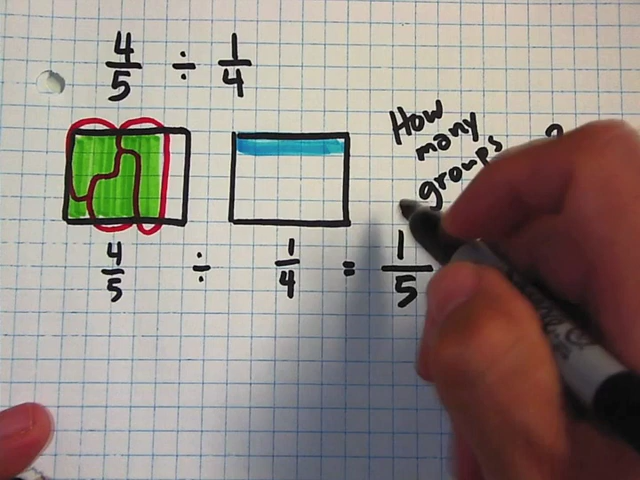 4/5 ÷ 1/4
How
many
groups
?
4/5 ÷ 1/4 = 1/5